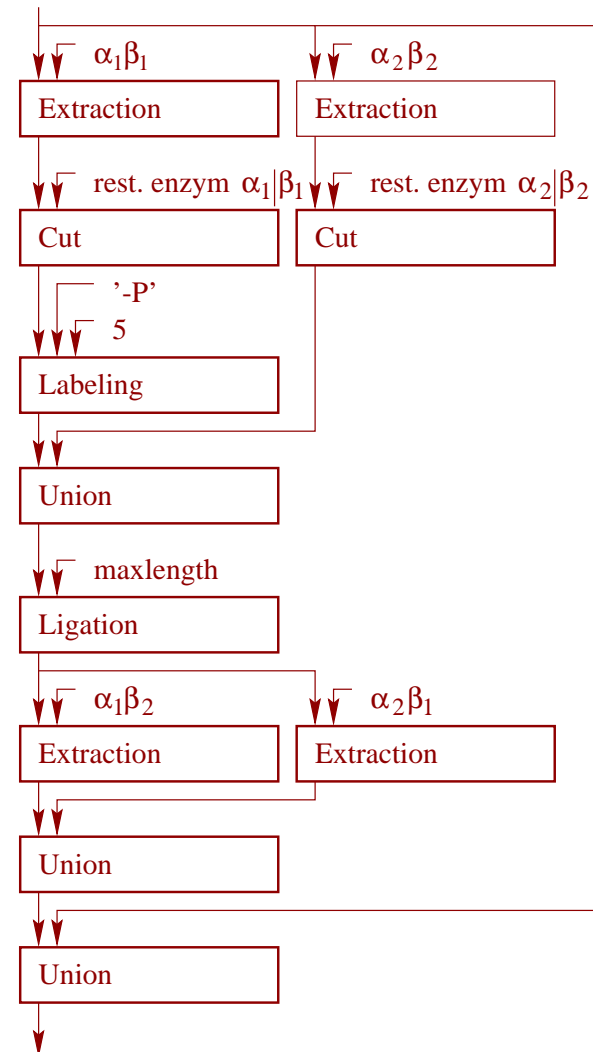 α₁β₁ α₂β₂
Extraction Extraction
rest. enzym α₁|β₁ rest. enzym α₂|β₂
Cut Cut
'-P'
5
Labeling
Union
maxlength
Ligation
α₁β₂ α₂β₁
Extraction Extraction
Union
Union